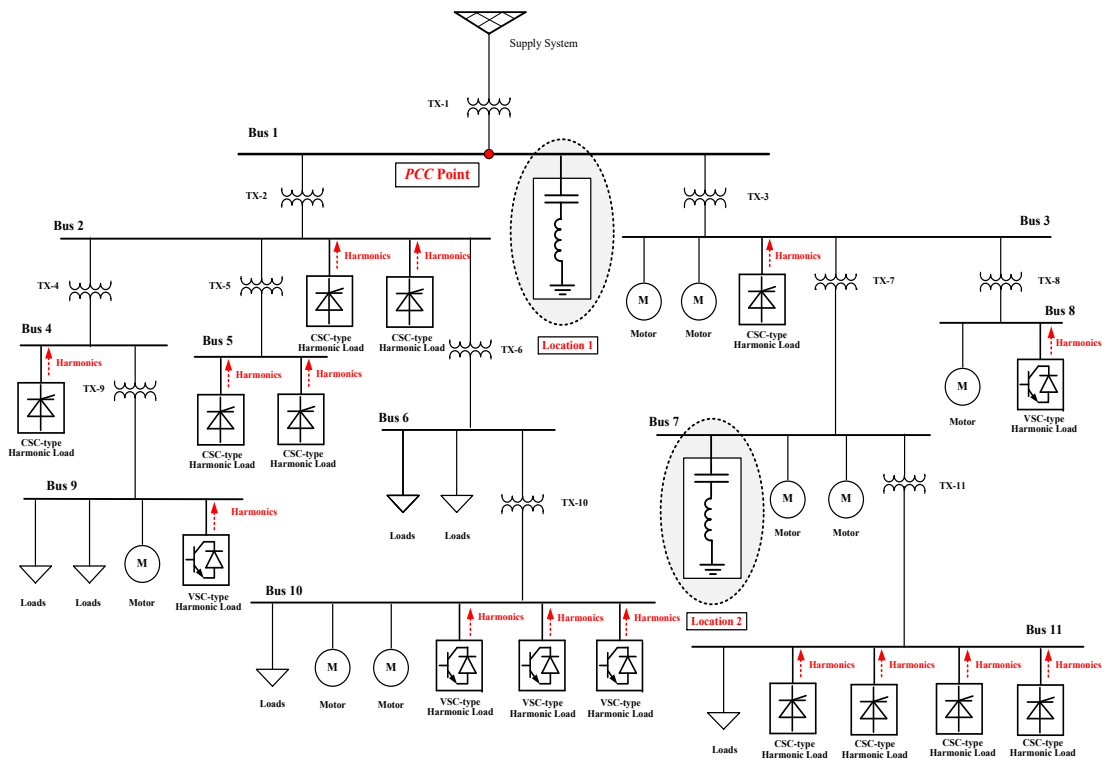 Supply System
TX-1
Bus 1
PCC Point
TX-2
TX-3
Bus 2
Bus 3
Harmonics
Harmonics
Harmonics
TX-4
TX-5
TX-7
TX-8
M
M
Motor
Motor
CSC-type
Harmonic Load
CSC-type
Harmonic Load
CSC-type
Harmonic Load
Location 1
TX-6
Bus 4
Bus 5
Bus 8
Harmonics
Harmonics
Harmonics
Harmonics
TX-9
M
Motor
VSC-type
Harmonic Load
CSC-type
Harmonic Load
CSC-type
Harmonic Load
CSC-type
Harmonic Load
Bus 6
Bus 7
TX-10
TX-11
M
M
Motor
Motor
Bus 9
Harmonics
Loads
Loads
M
Loads
Loads
Motor
VSC-type
Harmonic Load
Bus 10
Location 2
Harmonics
Harmonics
Harmonics
Bus 11
Harmonics
Harmonics
Harmonics
Harmonics
M
M
Loads
Motor
Motor
VSC-type
Harmonic Load
VSC-type
Harmonic Load
VSC-type
Harmonic Load
Loads
CSC-type
Harmonic Load
CSC-type
Harmonic Load
CSC-type
Harmonic Load
CSC-type
Harmonic Load